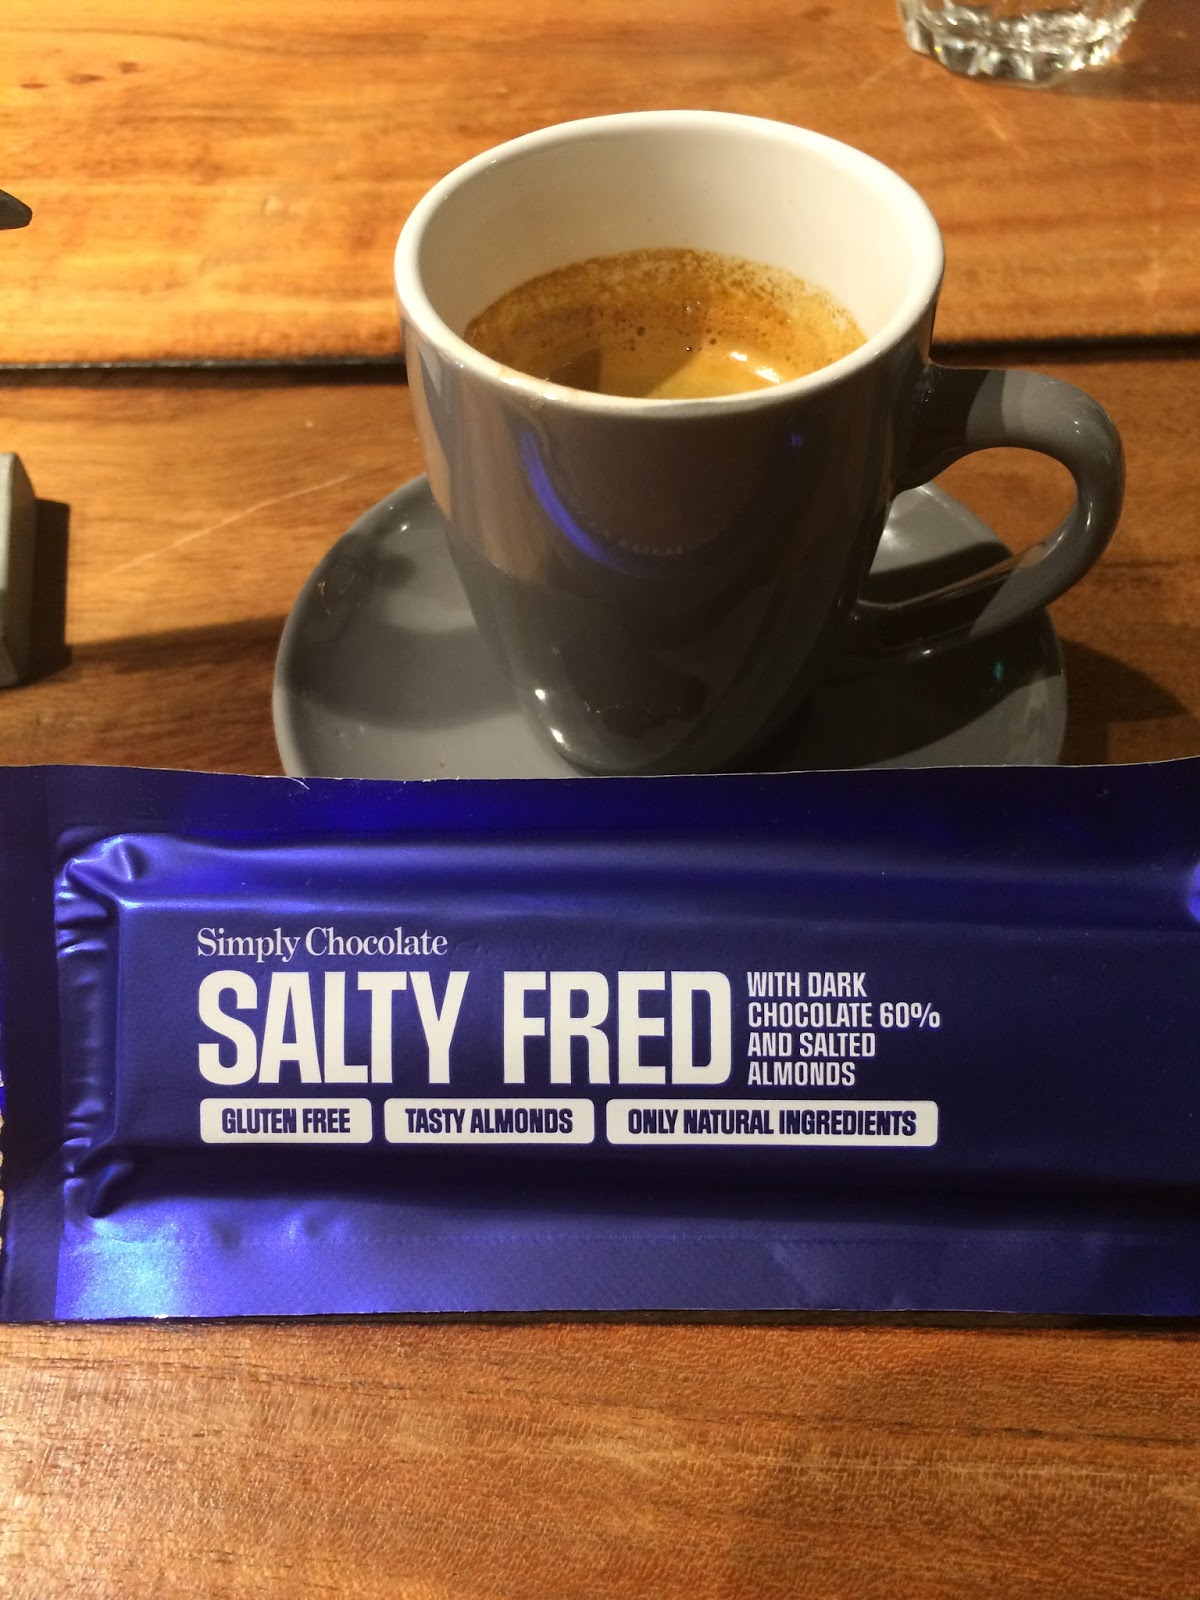 Simply Chocolate
SALTY FRED
WITH DARK
CHOCOLATE 60%
AND SALTED
ALMONDS
GLUTEN FREE
TASTY ALMONDS
ONLY NATURAL INGREDIENTS